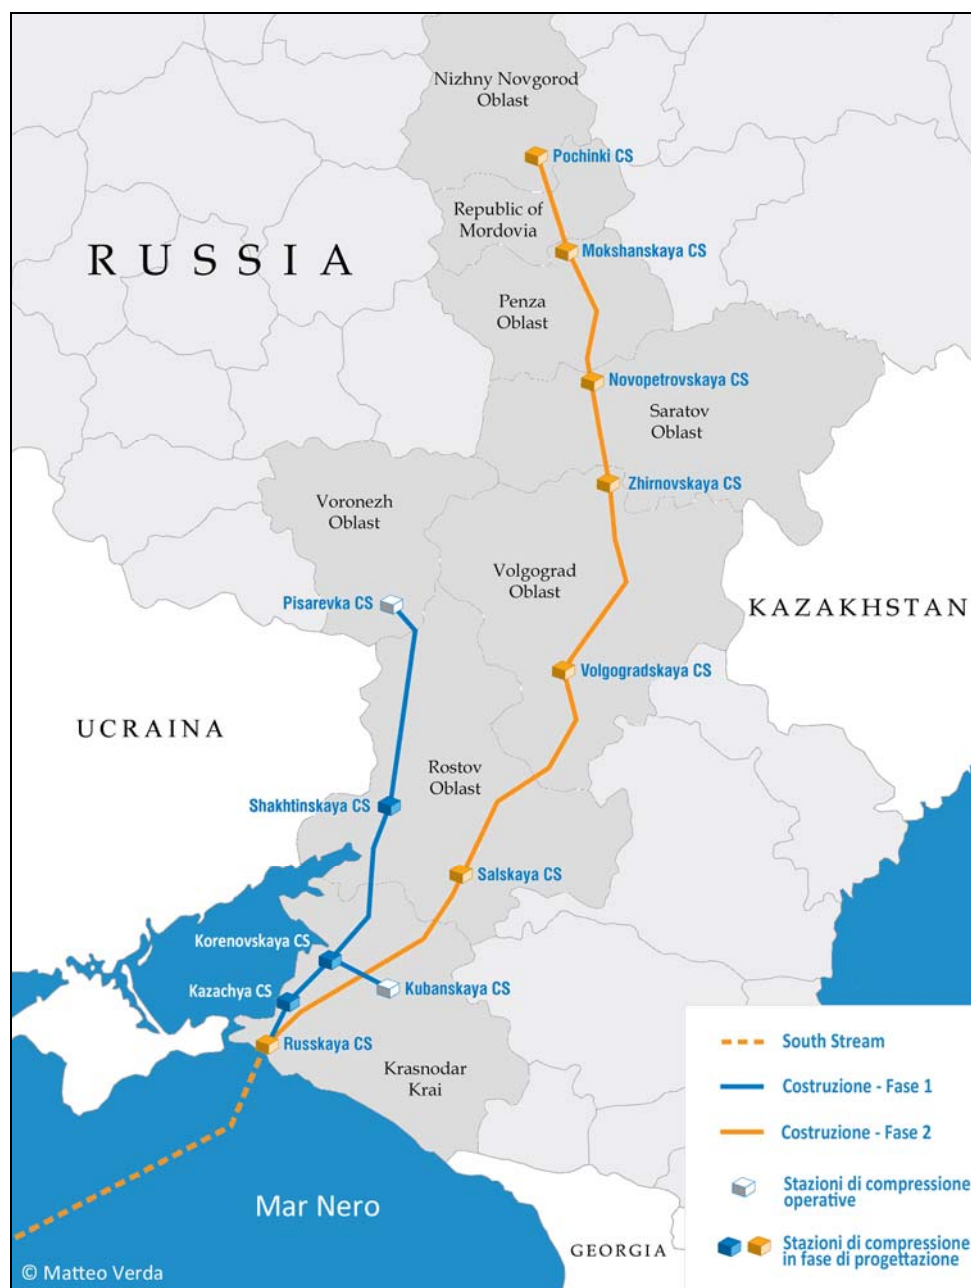 Nizhny Novgorod
Oblast
Pochinki CS
Republic of
Mordovia
RUSSIA
Mokshanskaya CS
Penza
Oblast
Novopetrovskaya CS
Saratov
Oblast
Zhirnovskaya CS
Voronezh
Oblast
Volgograd
Oblast
Pisarevka CS
KAZAKHSTAN
Volgogradskaya CS
UCRAINA
Rostov
Oblast
Shakhtinskaya CS
Salskaya CS
Korenovskaya CS
Kazachya CS
Kubanskaya CS
Russkaya CS
Krasnodar
Krai
South Stream
Costruzione - Fase 1
Costruzione - Fase 2
Stazioni di compressione
operative
Stazioni di compressione
in fase di progettazione
Mar Nero
GEORGIA
© Matteo Verda